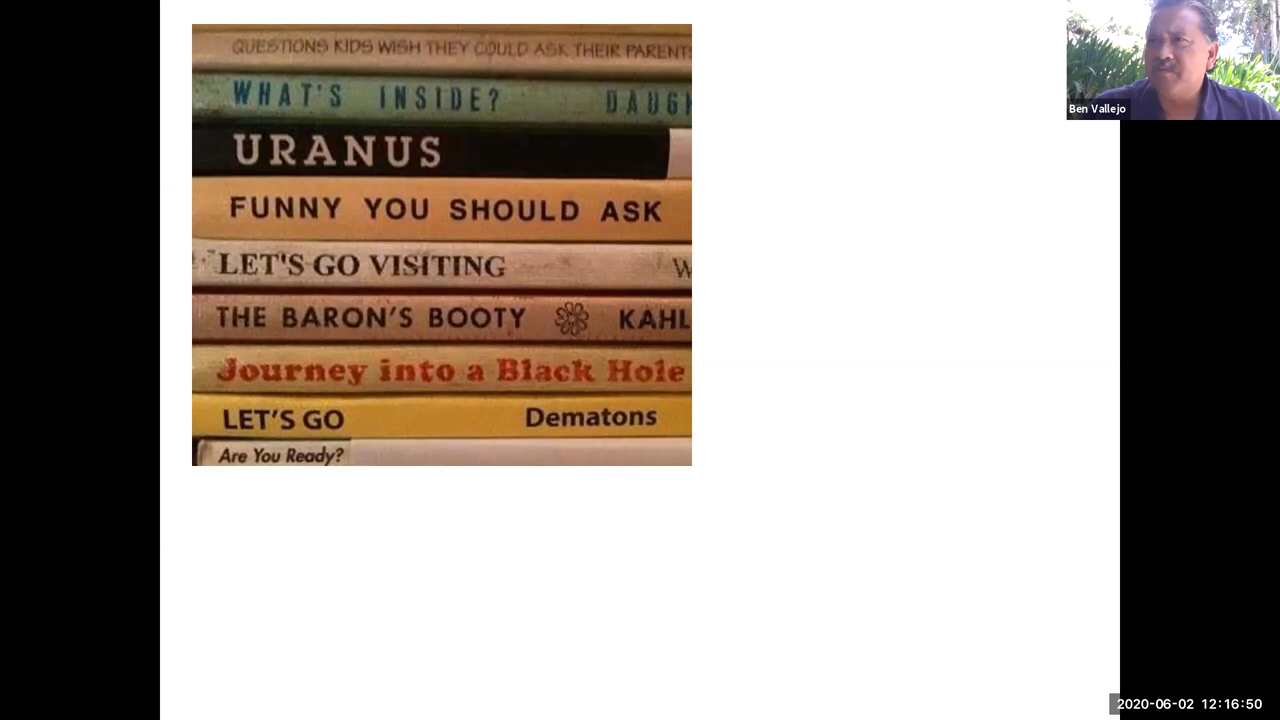 QUESTIONS KIDS WISH THEY COULD ASK THEIR PARENTS
WHAT'S INSIDE? DAUGH
URANUS
FUNNY YOU SHOULD ASK
LET'S GO VISITING W
THE BARON'S BOOTY KAHL
Journey into a Black Hole
LET'S GO Dematons
Are You Ready?
Ben Vallejo
2020-06-02 12:16:50